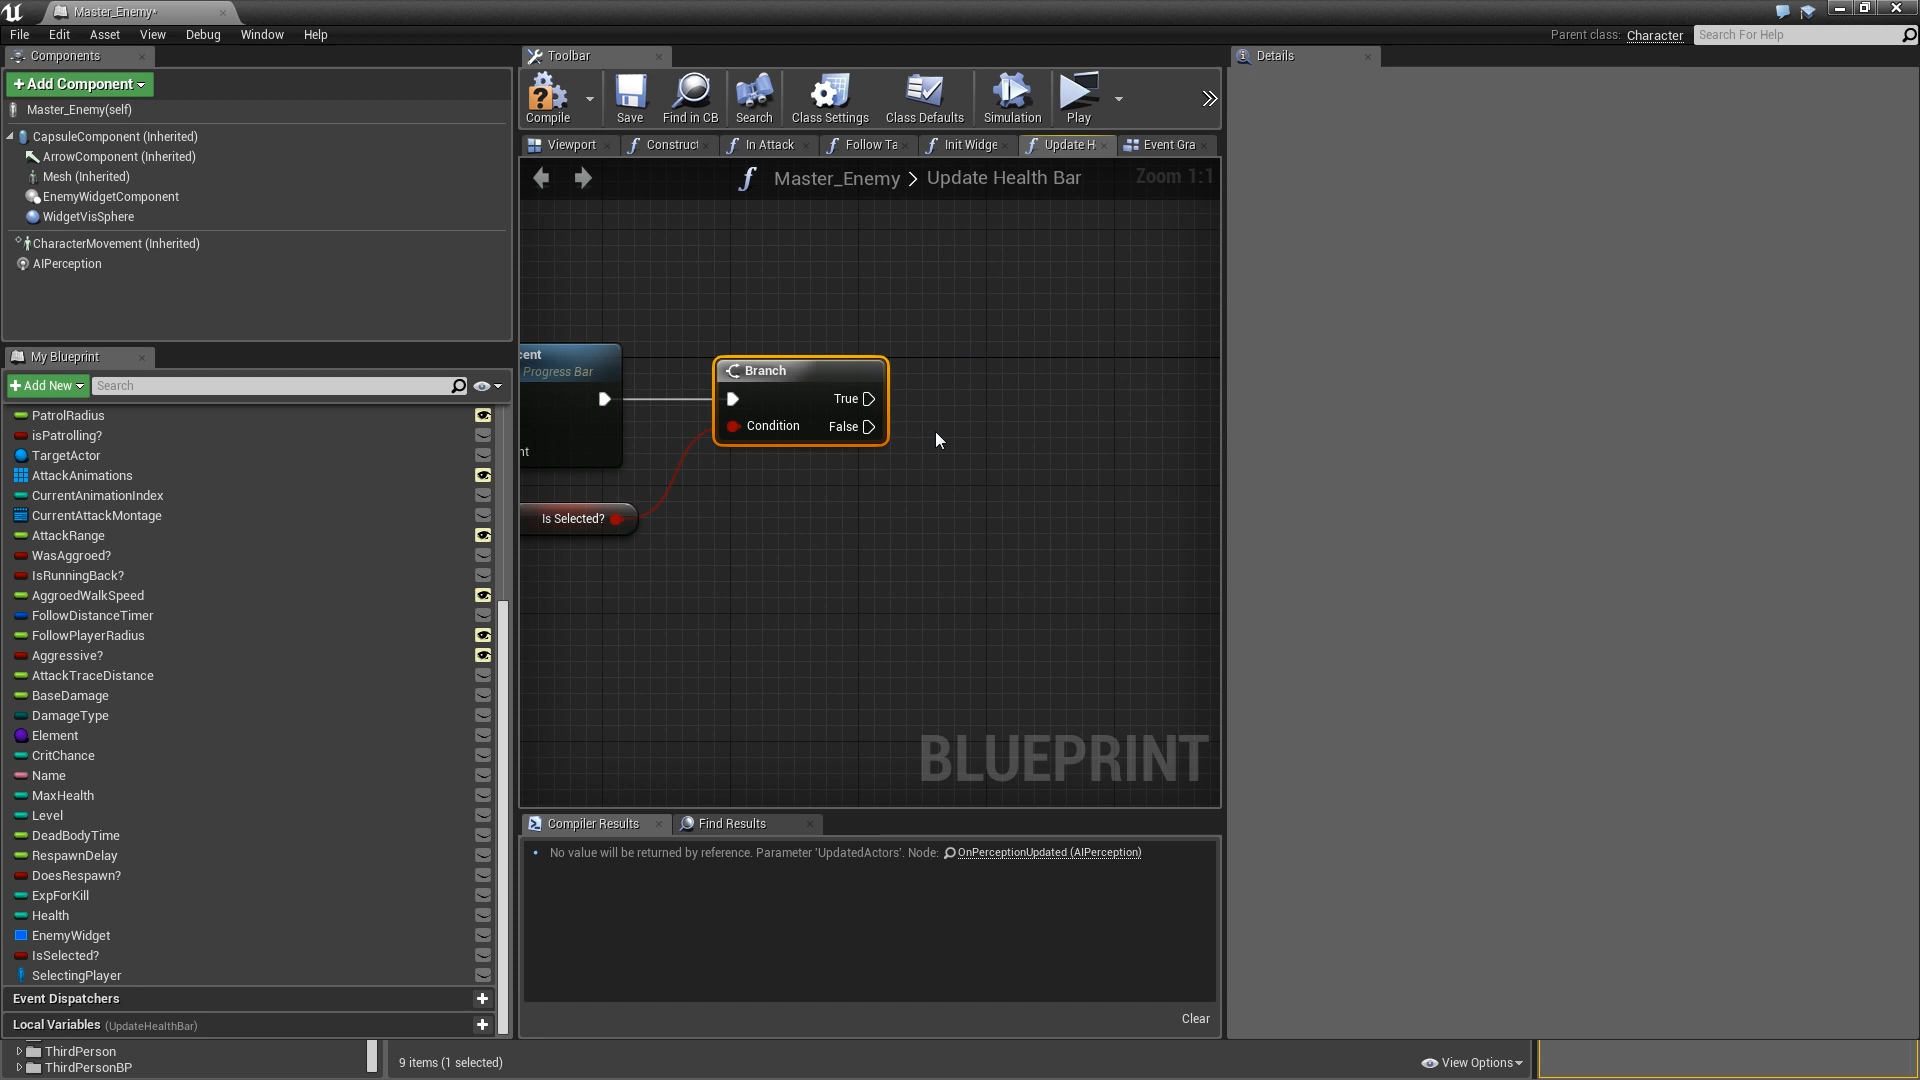 Master_Enemy*
File Edit Asset View Debug Window Help
Parent class: Character
Search For Help
Components
+Add Component
Master_Enemy(self)
CapsuleComponent (Inherited)
ArrowComponent (Inherited)
Mesh (Inherited)
EnemyWidgetComponent
WidgetVisSphere
CharacterMovement (Inherited)
AIPerception
My Blueprint
+Add New
Search
PatrolRadius
isPatrolling?
TargetActor
AttackAnimations
CurrentAnimationIndex
CurrentAttackMontage
AttackRange
WasAggroed?
IsRunningBack?
AggroedWalkSpeed
FollowDistanceTimer
FollowPlayerRadius
Aggressive?
AttackTraceDistance
BaseDamage
DamageType
Element
CritChance
Name
MaxHealth
Level
DeadBodyTime
RespawnDelay
DoesRespawn?
ExpForKill
Health
EnemyWidget
IsSelected?
SelectingPlayer
Event Dispatchers
Local Variables (UpdateHealthBar)
ThirdPerson
ThirdPersonBP
Toolbar
Compile Save Find in CB Search Class Settings Class Defaults Simulation Play
Viewport Construct In Attack Follow Ta Init Widge Update H Event Gra
f Master_Enemy > Update Health Bar
Zoom 1:1
cent
Progress Bar
nt
Is Selected?
Branch
True
Condition False
BLUEPRINT
Compiler Results Find Results
• No value will be returned by reference. Parameter 'UpdatedActors'. Node: OnPerceptionUpdated (AIPerception)
Clear
9 items (1 selected)
View Options
Details